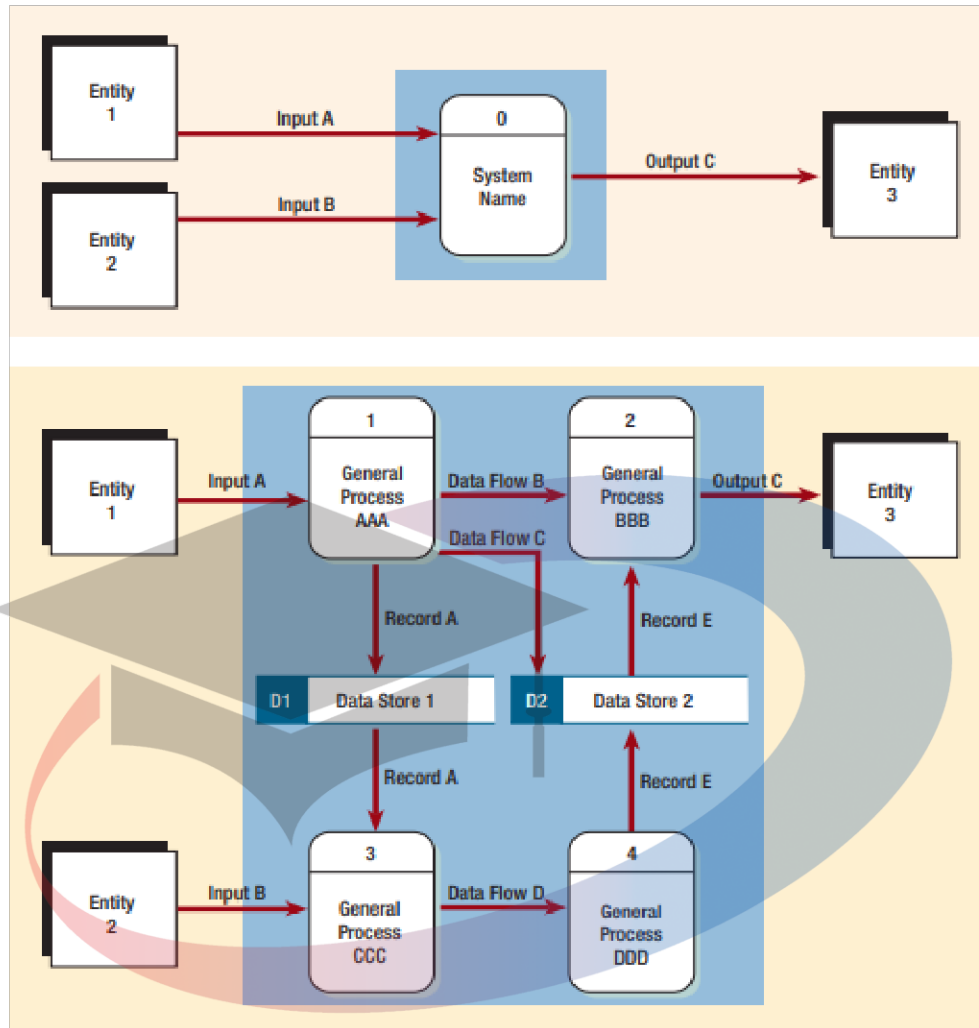 Entity
1
Input A
0
System
Name
Output C
Entity
3
Input B
Entity
2
1
General
Process
AAA
2
General
Process
BBB
Entity
1
Input A
Data Flow B
Output C
Entity
3
Data Flow C
Record A
Record E
D1 Data Store 1
D2 Data Store 2
Record A
Record E
Entity
2
Input B
3
General
Process
CCC
Data Flow D
4
General
Process
DDD